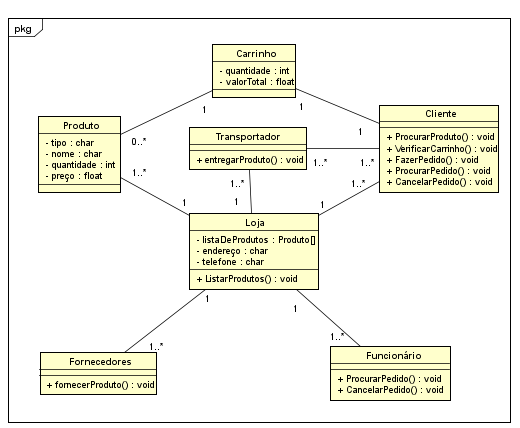 pkg
Carrinho
- quantidade : int
- valorTotal : float
1
1
Produto
- tipo : char
- nome : char
- quantidade : int
- preço : float
0..*
1..*
Transportador
+ entregarProduto() : void
1..*
1
Cliente
+ ProcurarProduto() : void
+ VerificarCarrinho() : void
+ FazerPedido() : void
+ ProcurarPedido() : void
+ CancelarPedido() : void
1
1..*
1..*
1..*
1
1
Loja
- listaDeProdutos : Produto[]
- endereço : char
- telefone : char
+ ListarProdutos() : void
1
1
1..*
1..*
Fornecedores
+ fornecerProduto() : void
Funcionário
+ ProcurarPedido() : void
+ CancelarPedido() : void